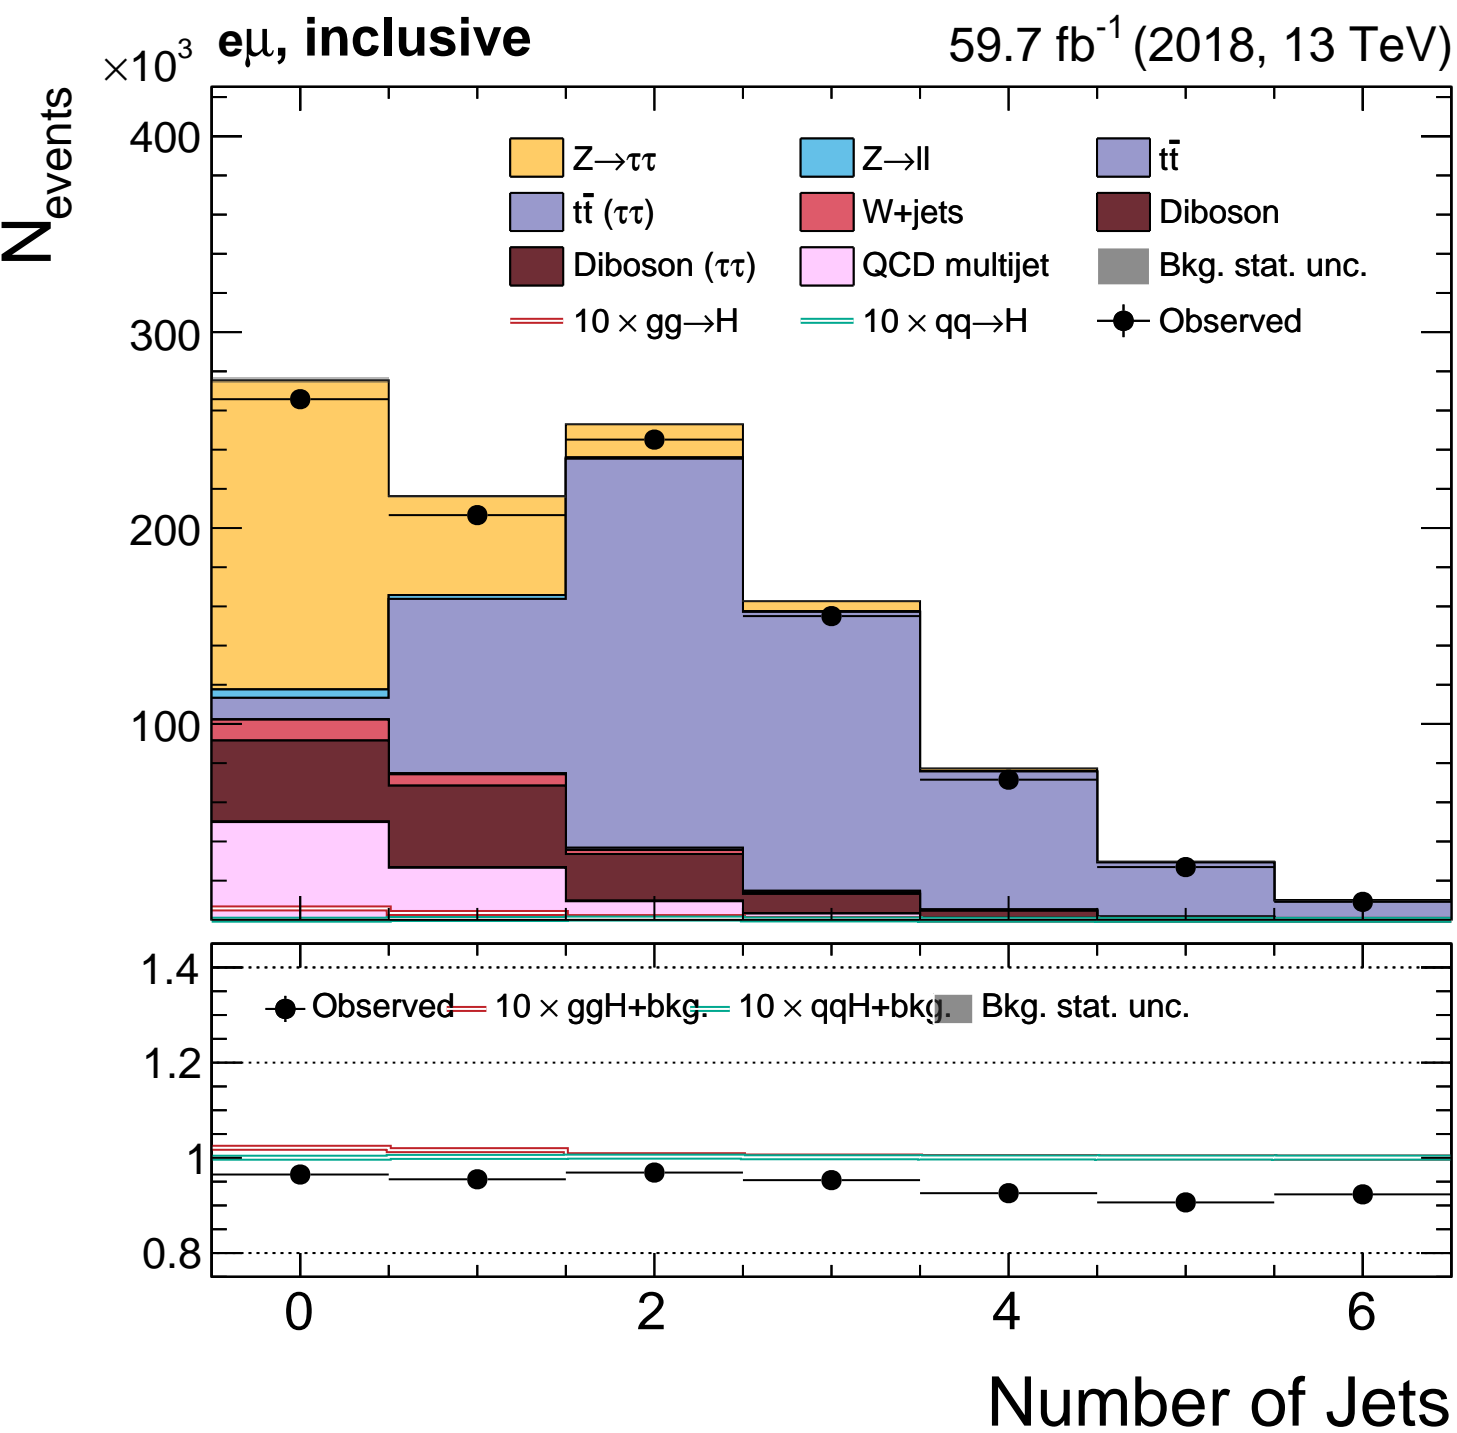 ×10³ eμ, inclusive 59.7 fb⁻¹ (2018, 13 TeV)
N_events
400
300
200
100
Z→ττ Z→ll tt̄
tt̄ (ττ) W+jets Diboson
Diboson (ττ) QCD multijet Bkg. stat. unc.
10 × gg→H 10 × qq→H Observed
1.4
Observed 10 × ggH+bkg. 10 × qqH+bkg. Bkg. stat. unc.
1.2
1
0.8
0 2 4 6
Number of Jets